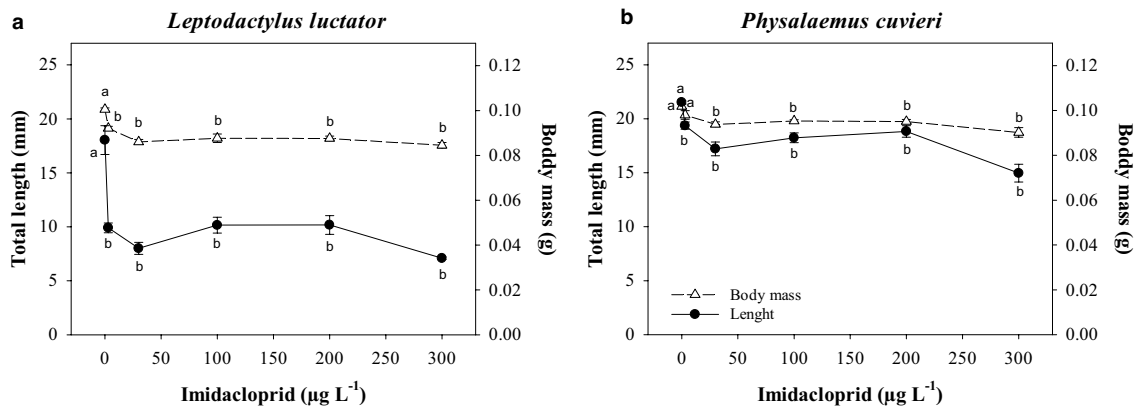 a
Leptodactylus luctator
25
20
15
10
5
0
Total length (mm)
0.12
0.10
0.08
0.06
0.04
0.02
0.00
Boddy mass (g)
a
b
b
b
b
b
a
b
b
b
b
b
0
50
100
150
200
250
300
Imidacloprid (µg L-1)
b
Physalaemus cuvieri
25
20
15
10
5
0
Total length (mm)
0.12
0.10
0.08
0.06
0.04
0.02
0.00
Boddy mass (g)
a
a a
b
b
b
b
b
b
b
b
b
Body mass
Lenght
0
50
100
150
200
250
300
Imidacloprid (µg L-1)